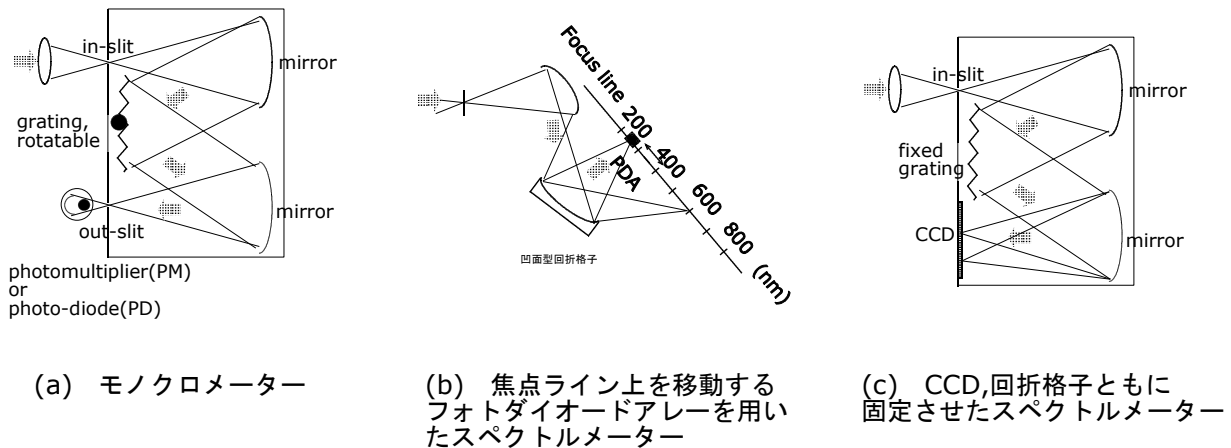 in-slit
mirror
grating,
rotatable
mirror
out-slit
photomultiplier(PM)
or
photo-diode(PD)
(a) モノクロメーター
Focus line 200 400 600 800 (nm)
PDA
凹面型回折格子
(b) 焦点ライン上を移動する
フォトダイオードアレーを用い
たスペクトルメーター
in-slit
mirror
fixed
grating
CCD
mirror
(c) CCD,回折格子ともに
固定させたスペクトルメーター